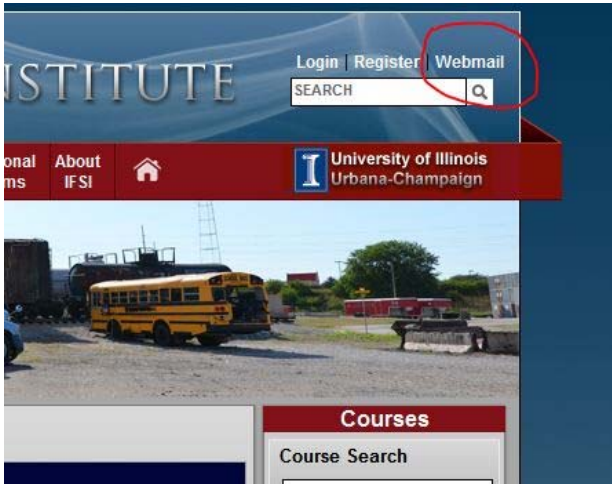 NSTITUTE
Login | Register | Webmail
SEARCH
onal
ms
About
IFSI
I University of Illinois
Urbana-Champaign
Courses
Course Search